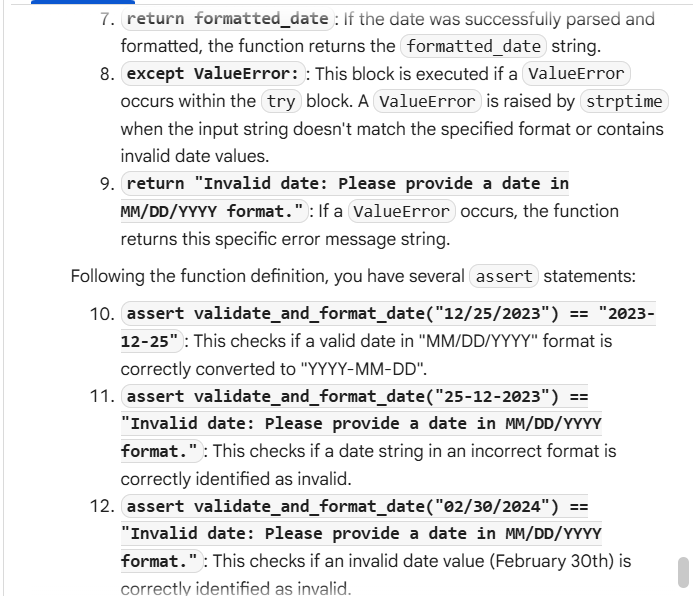 7. return formatted_date: If the date was successfully parsed and
formatted, the function returns the formatted_date string.
8. except ValueError: : This block is executed if a ValueError
occurs within the try block. A ValueError is raised by strptime
when the input string doesn't match the specified format or contains
invalid date values.
9. return "Invalid date: Please provide a date in
MM/DD/YYYY format." : If a ValueError occurs, the function
returns this specific error message string.
Following the function definition, you have several assert statements:
10. assert validate_and_format_date("12/25/2023") == "2023-
12-25" : This checks if a valid date in "MM/DD/YYYY" format is
correctly converted to "YYYY-MM-DD".
11. assert validate_and_format_date("25-12-2023") ==
"Invalid date: Please provide a date in MM/DD/YYYY
format." : This checks if a date string in an incorrect format is
correctly identified as invalid.
12. assert validate_and_format_date("02/30/2024") ==
"Invalid date: Please provide a date in MM/DD/YYYY
format." : This checks if an invalid date value (February 30th) is
correctly identified as invalid.